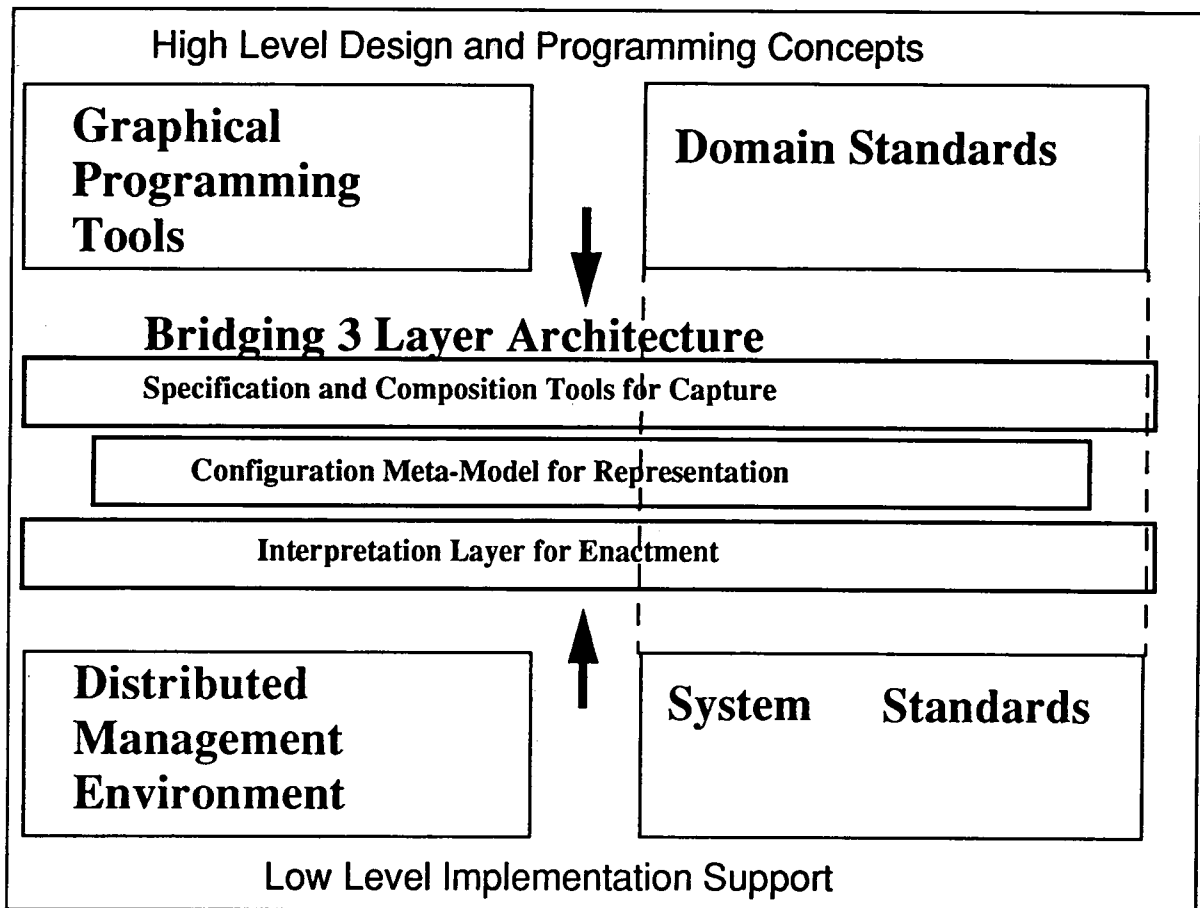 High Level Design and Programming Concepts
Graphical
Programming
Tools
Domain Standards
Bridging 3 Layer Architecture
Specification and Composition Tools for Capture
Configuration Meta-Model for Representation
Interpretation Layer for Enactment
Distributed
Management
Environment
System Standards
Low Level Implementation Support